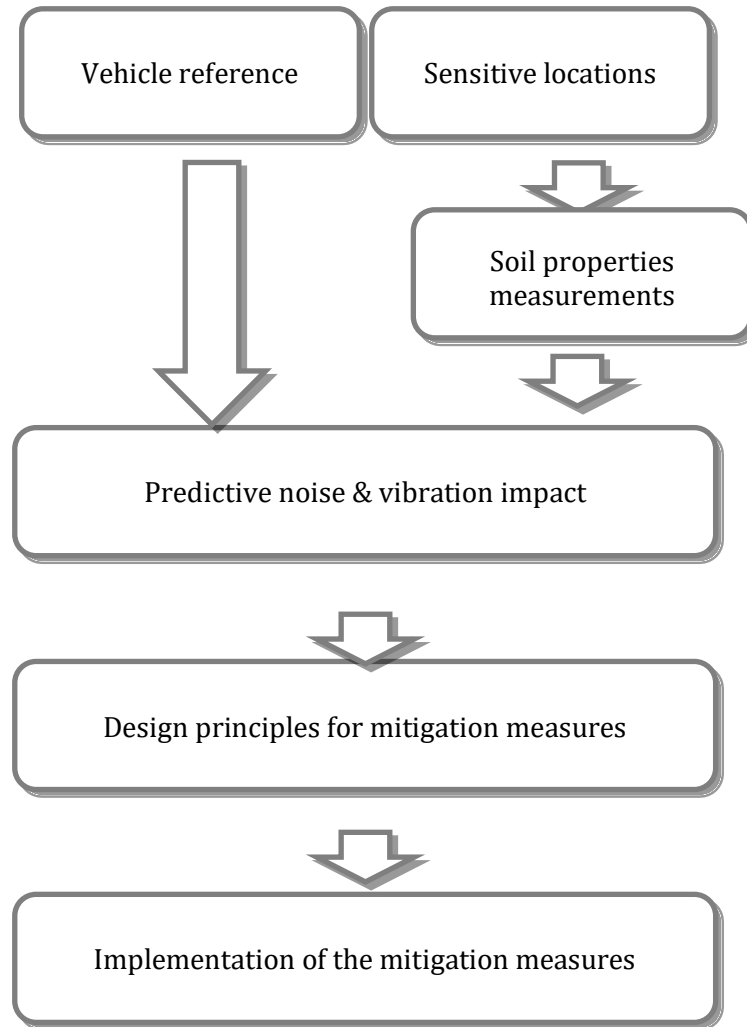 Vehicle reference
Sensitive locations
Soil properties
measurements
Predictive noise & vibration impact
Design principles for mitigation measures
Implementation of the mitigation measures